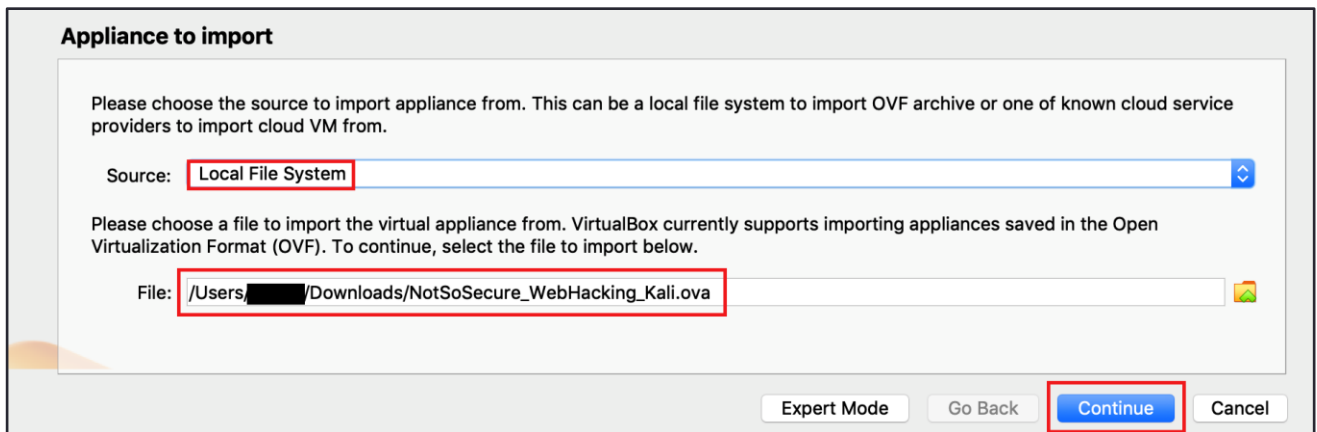 Appliance to import
Please choose the source to import appliance from. This can be a local file system to import OVF archive or one of known cloud service
providers to import cloud VM from.
Source: Local File System
Please choose a file to import the virtual appliance from. VirtualBox currently supports importing appliances saved in the Open
Virtualization Format (OVF). To continue, select the file to import below.
File: /Users/ /Downloads/NotSoSecure_WebHacking_Kali.ova
Expert Mode Go Back Continue Cancel